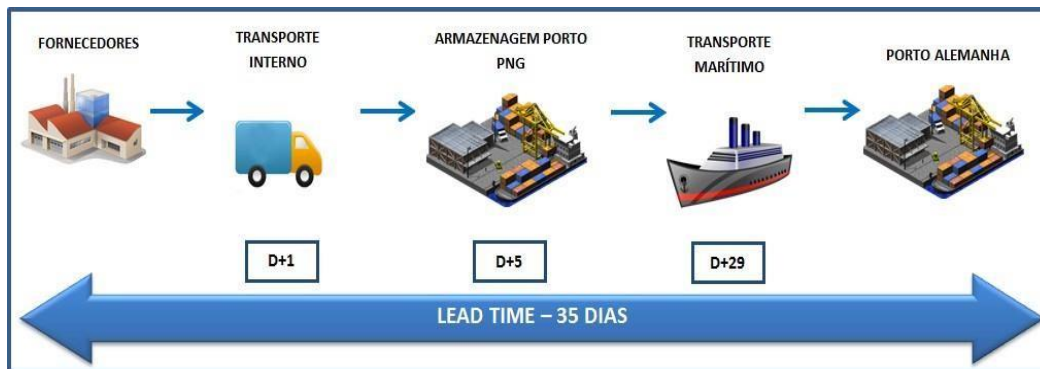 FORNECEDORES
TRANSPORTE
INTERNO
ARMAZENAGEM PORTO
PNG
TRANSPORTE
MARÍTIMO
PORTO ALEMANHA
D+1
D+5
D+29
LEAD TIME – 35 DIAS